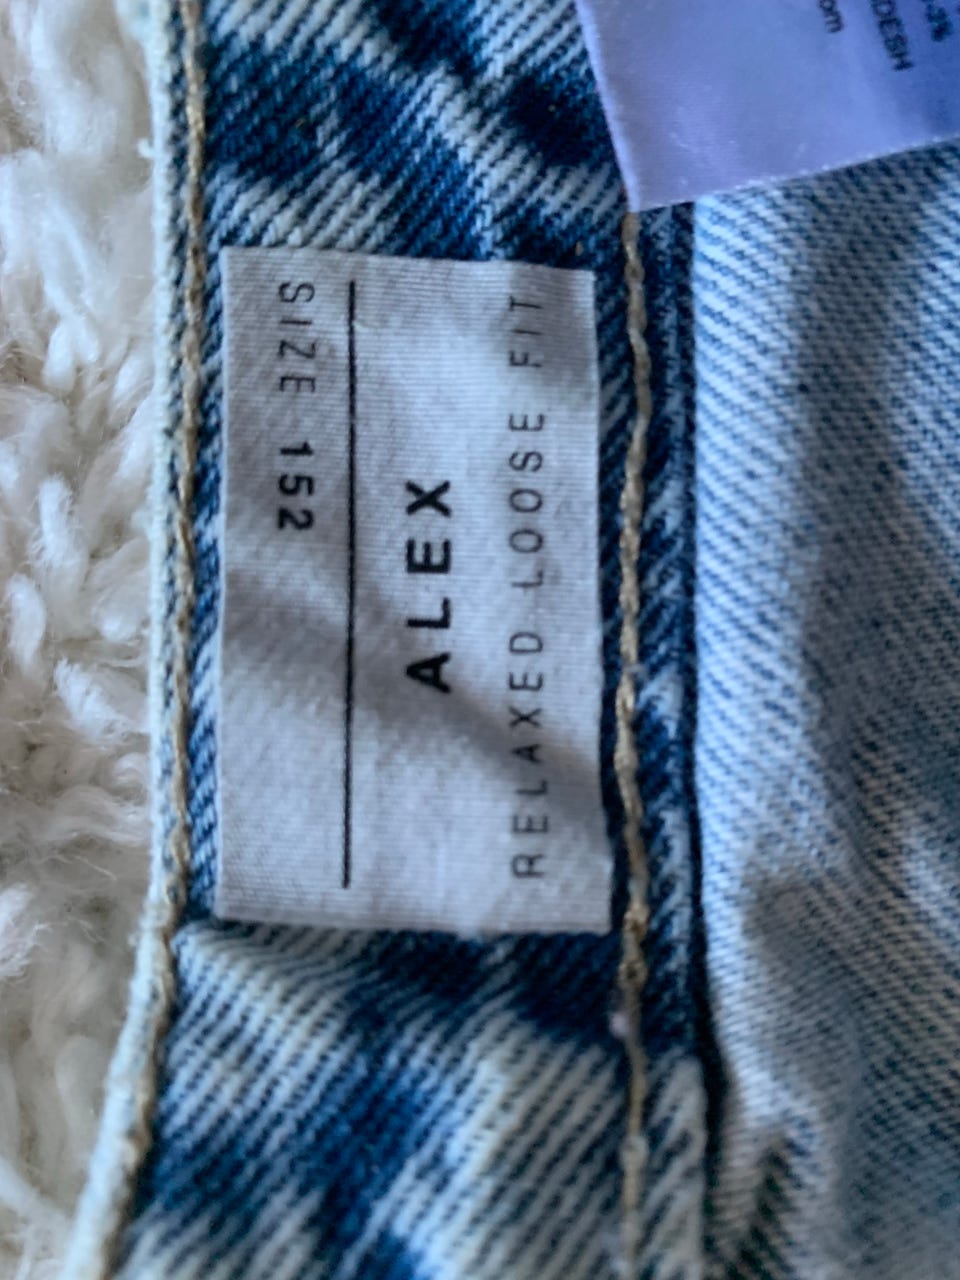 SIZE 152
ALEX
RELAXED LOOSE FIT